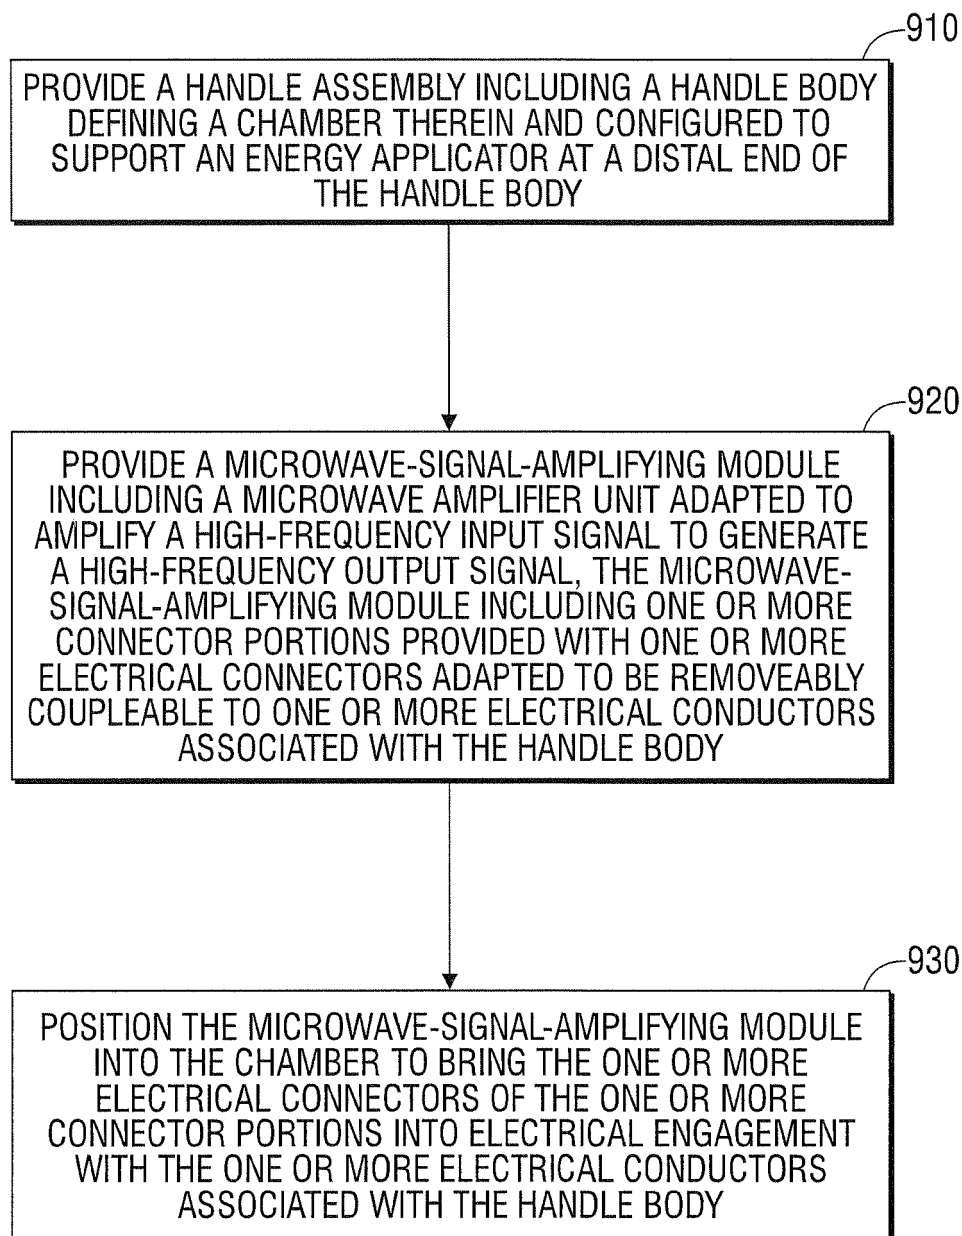 910
PROVIDE A HANDLE ASSEMBLY INCLUDING A HANDLE BODY
DEFINING A CHAMBER THEREIN AND CONFIGURED TO
SUPPORT AN ENERGY APPLICATOR AT A DISTAL END OF
THE HANDLE BODY
920
PROVIDE A MICROWAVE-SIGNAL-AMPLIFYING MODULE
INCLUDING A MICROWAVE AMPLIFIER UNIT ADAPTED TO
AMPLIFY A HIGH-FREQUENCY INPUT SIGNAL TO GENERATE
A HIGH-FREQUENCY OUTPUT SIGNAL, THE MICROWAVE-
SIGNAL-AMPLIFYING MODULE INCLUDING ONE OR MORE
CONNECTOR PORTIONS PROVIDED WITH ONE OR MORE
ELECTRICAL CONNECTORS ADAPTED TO BE REMOVEABLY
COUPLEABLE TO ONE OR MORE ELECTRICAL CONDUCTORS
ASSOCIATED WITH THE HANDLE BODY
930
POSITION THE MICROWAVE-SIGNAL-AMPLIFYING MODULE
INTO THE CHAMBER TO BRING THE ONE OR MORE
ELECTRICAL CONNECTORS OF THE ONE OR MORE
CONNECTOR PORTIONS INTO ELECTRICAL ENGAGEMENT
WITH THE ONE OR MORE ELECTRICAL CONDUCTORS
ASSOCIATED WITH THE HANDLE BODY